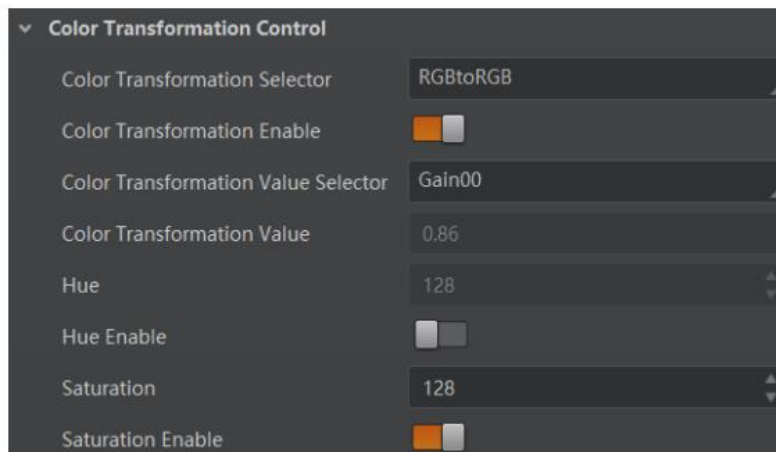 Color Transformation Control
Color Transformation Selector RGBtoRGB
Color Transformation Enable
Color Transformation Value Selector Gain00
Color Transformation Value 0.86
Hue 128
Hue Enable
Saturation 128
Saturation Enable